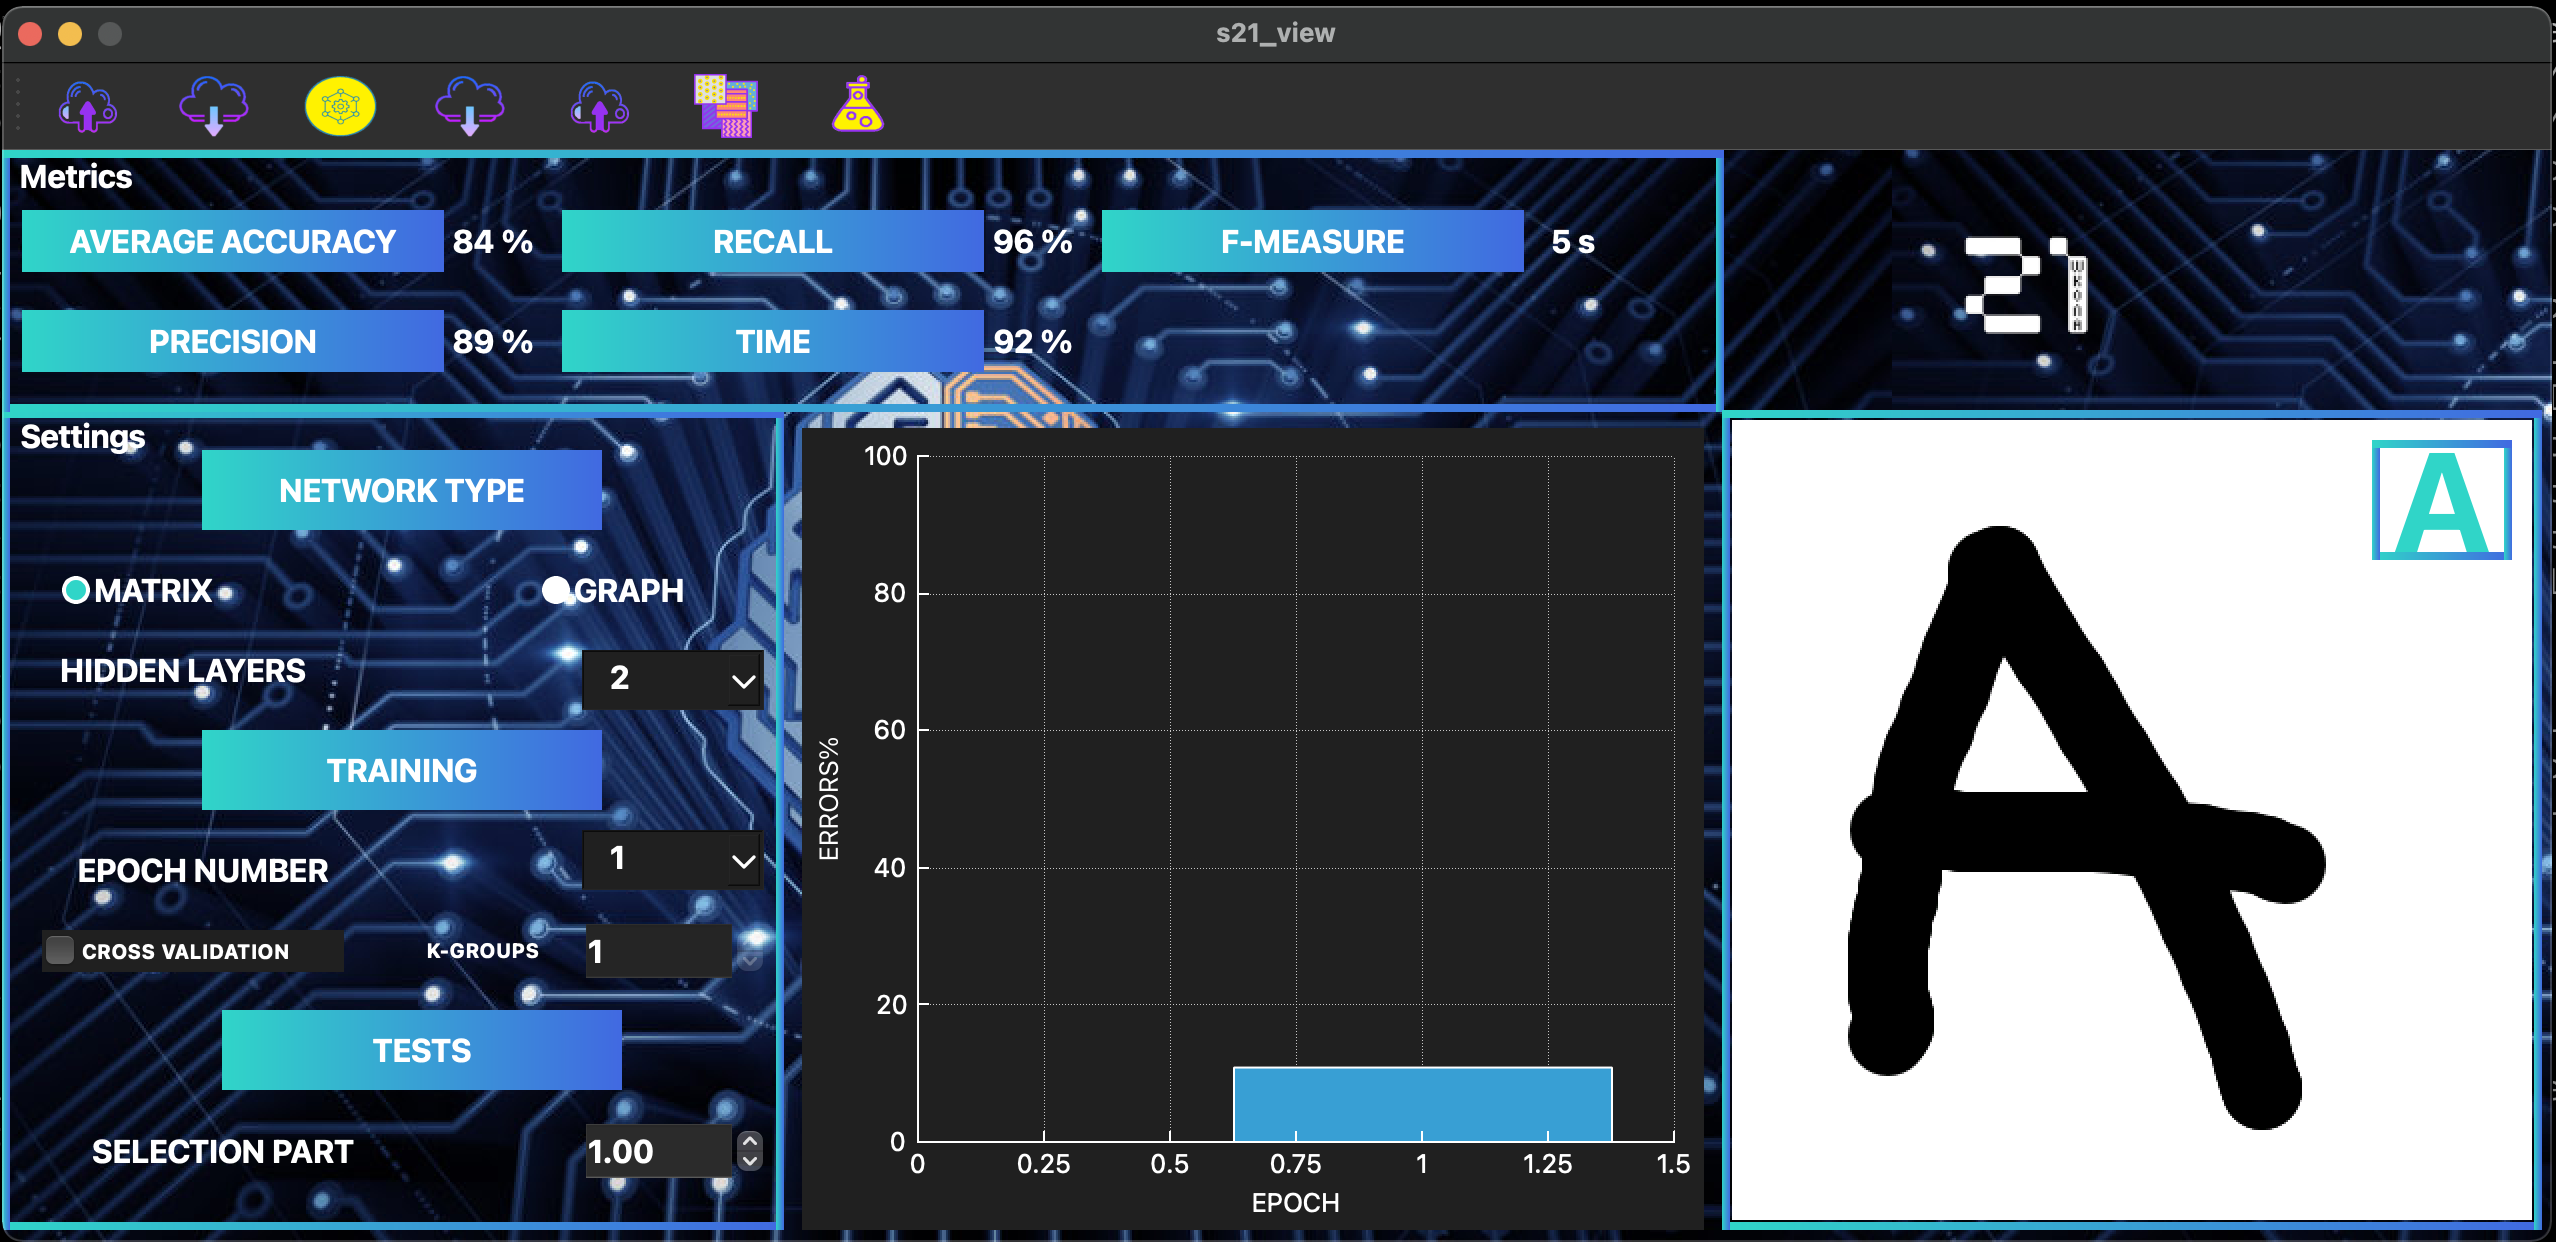 s21_view
Metrics
AVERAGE ACCURACY 84 % RECALL 96 % F-MEASURE 5 s
PRECISION 89 % TIME 92 %
21
ШКОЛА
Settings
NETWORK TYPE
MATRIX GRAPH
HIDDEN LAYERS 2
TRAINING
EPOCH NUMBER 1
CROSS VALIDATION K-GROUPS 1
TESTS
SELECTION PART 1.00
100
80
60
40
20
0
ERRORS%
0 0.25 0.5 0.75 1 1.25 1.5
EPOCH
A
A